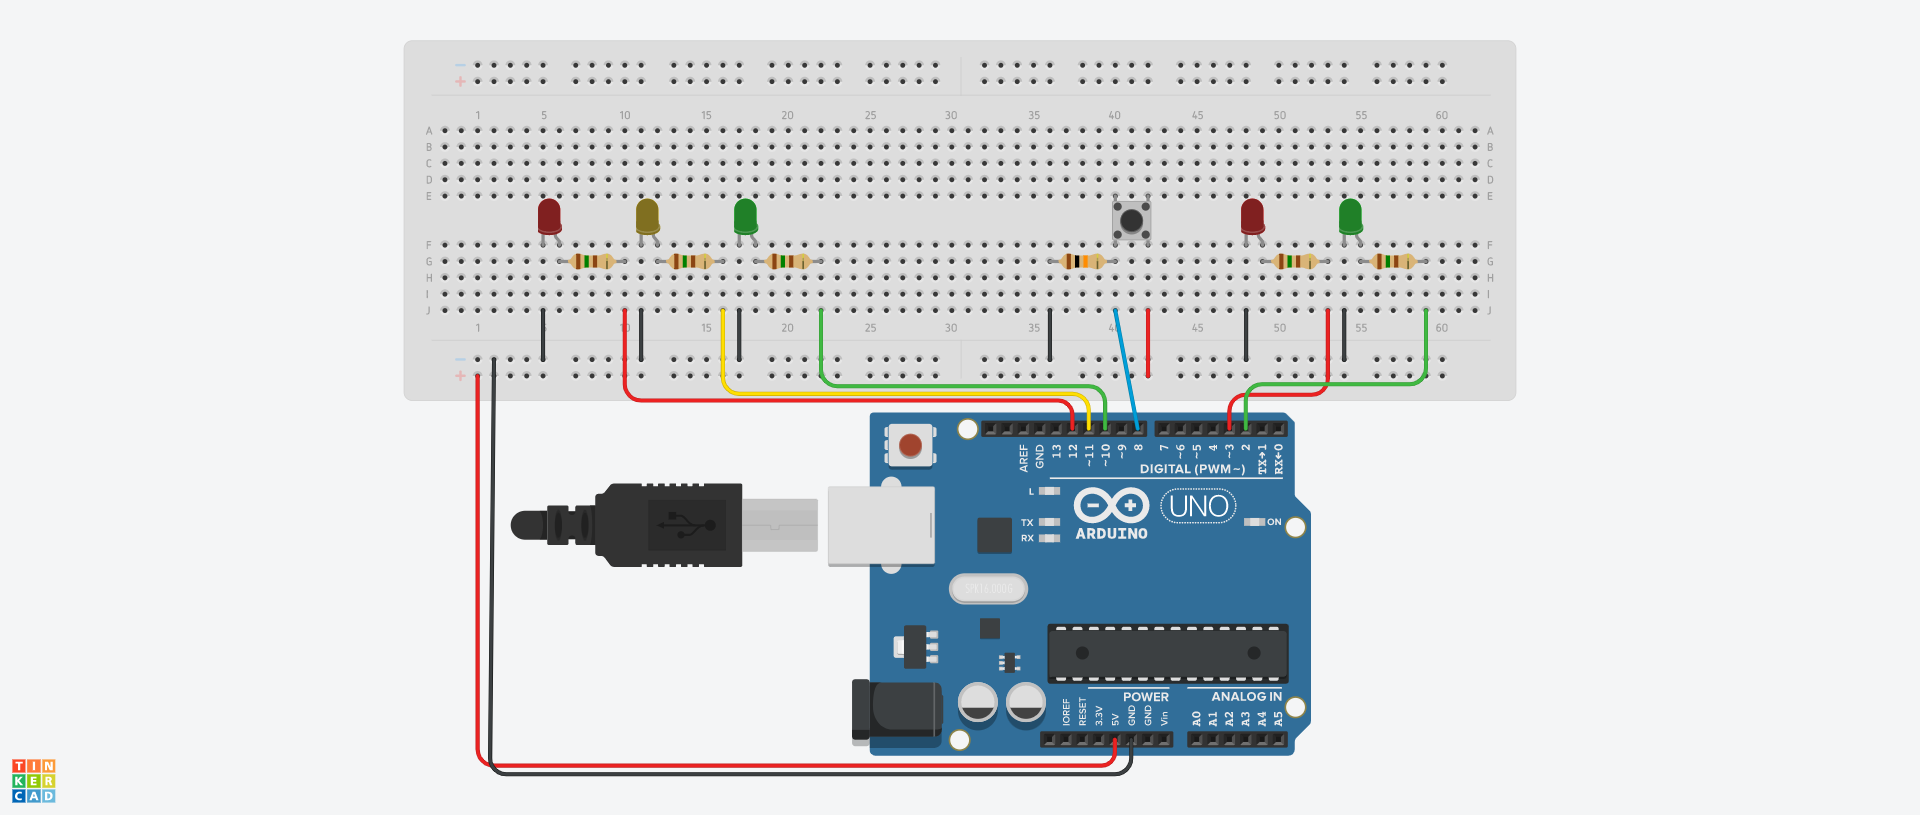 − −
+ +
1 5 10 15 20 25 30 35 40 45 50 55 60
A A
B B
C C
D D
E E
F F
G G
H H
I I
J J
1 5 10 15 20 25 30 35 40 45 50 55 60
AREF GND 13 12 ~11 ~10 ~9 8 7 ~6 ~5 4 ~3 2 TX→1 RX←0
DIGITAL (PWM~)
L
UNO
TX
RX
ON
ARDUINO
SPK16.000G
POWER
ANALOG IN
IOREF RESET 3.3V 5V GND GND Vin A0 A1 A2 A3 A4 A5
TIN
KER
CAD